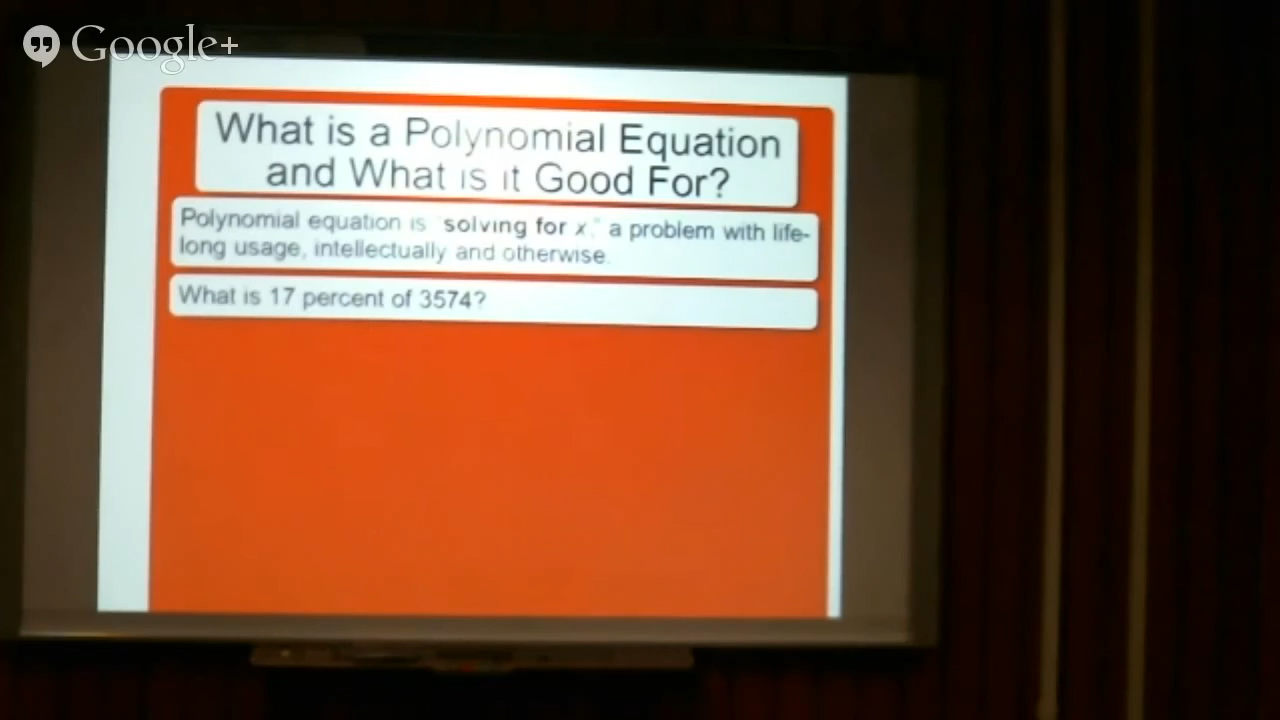 Google+
What is a Polynomial Equation
and What is it Good For?
Polynomial equation is "solving for x," a problem with life-
long usage, intellectually and otherwise.
What is 17 percent of 3574?